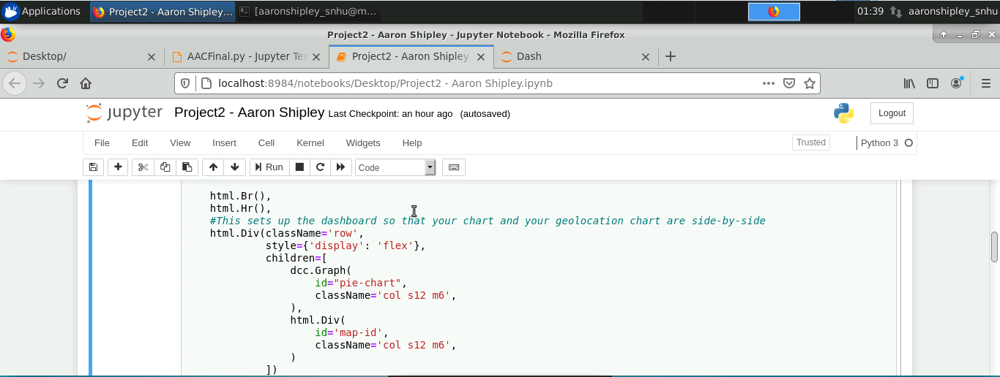 Applications Project2 - Aaron Shipley... [aaronshipley_snhu@m... 01:39 aaronshipley_snhu
Project2 - Aaron Shipley - Jupyter Notebook - Mozilla Firefox
Desktop/ AACFinal.py - Jupyter Te Project2 - Aaron Shipley Dash
localhost:8984/notebooks/Desktop/Project2 - Aaron Shipley.ipynb
jupyter Project2 - Aaron Shipley Last Checkpoint: an hour ago (autosaved) Logout
File Edit View Insert Cell Kernel Widgets Help Trusted Python 3
Run Code
html.Br(),
html.Hr(),
#This sets up the dashboard so that your chart and your geolocation chart are side-by-side
html.Div(className='row',
style={'display': 'flex'},
children=[
dcc.Graph(
id="pie-chart",
className='col s12 m6',
),
html.Div(
id='map-id',
className='col s12 m6',
)
])